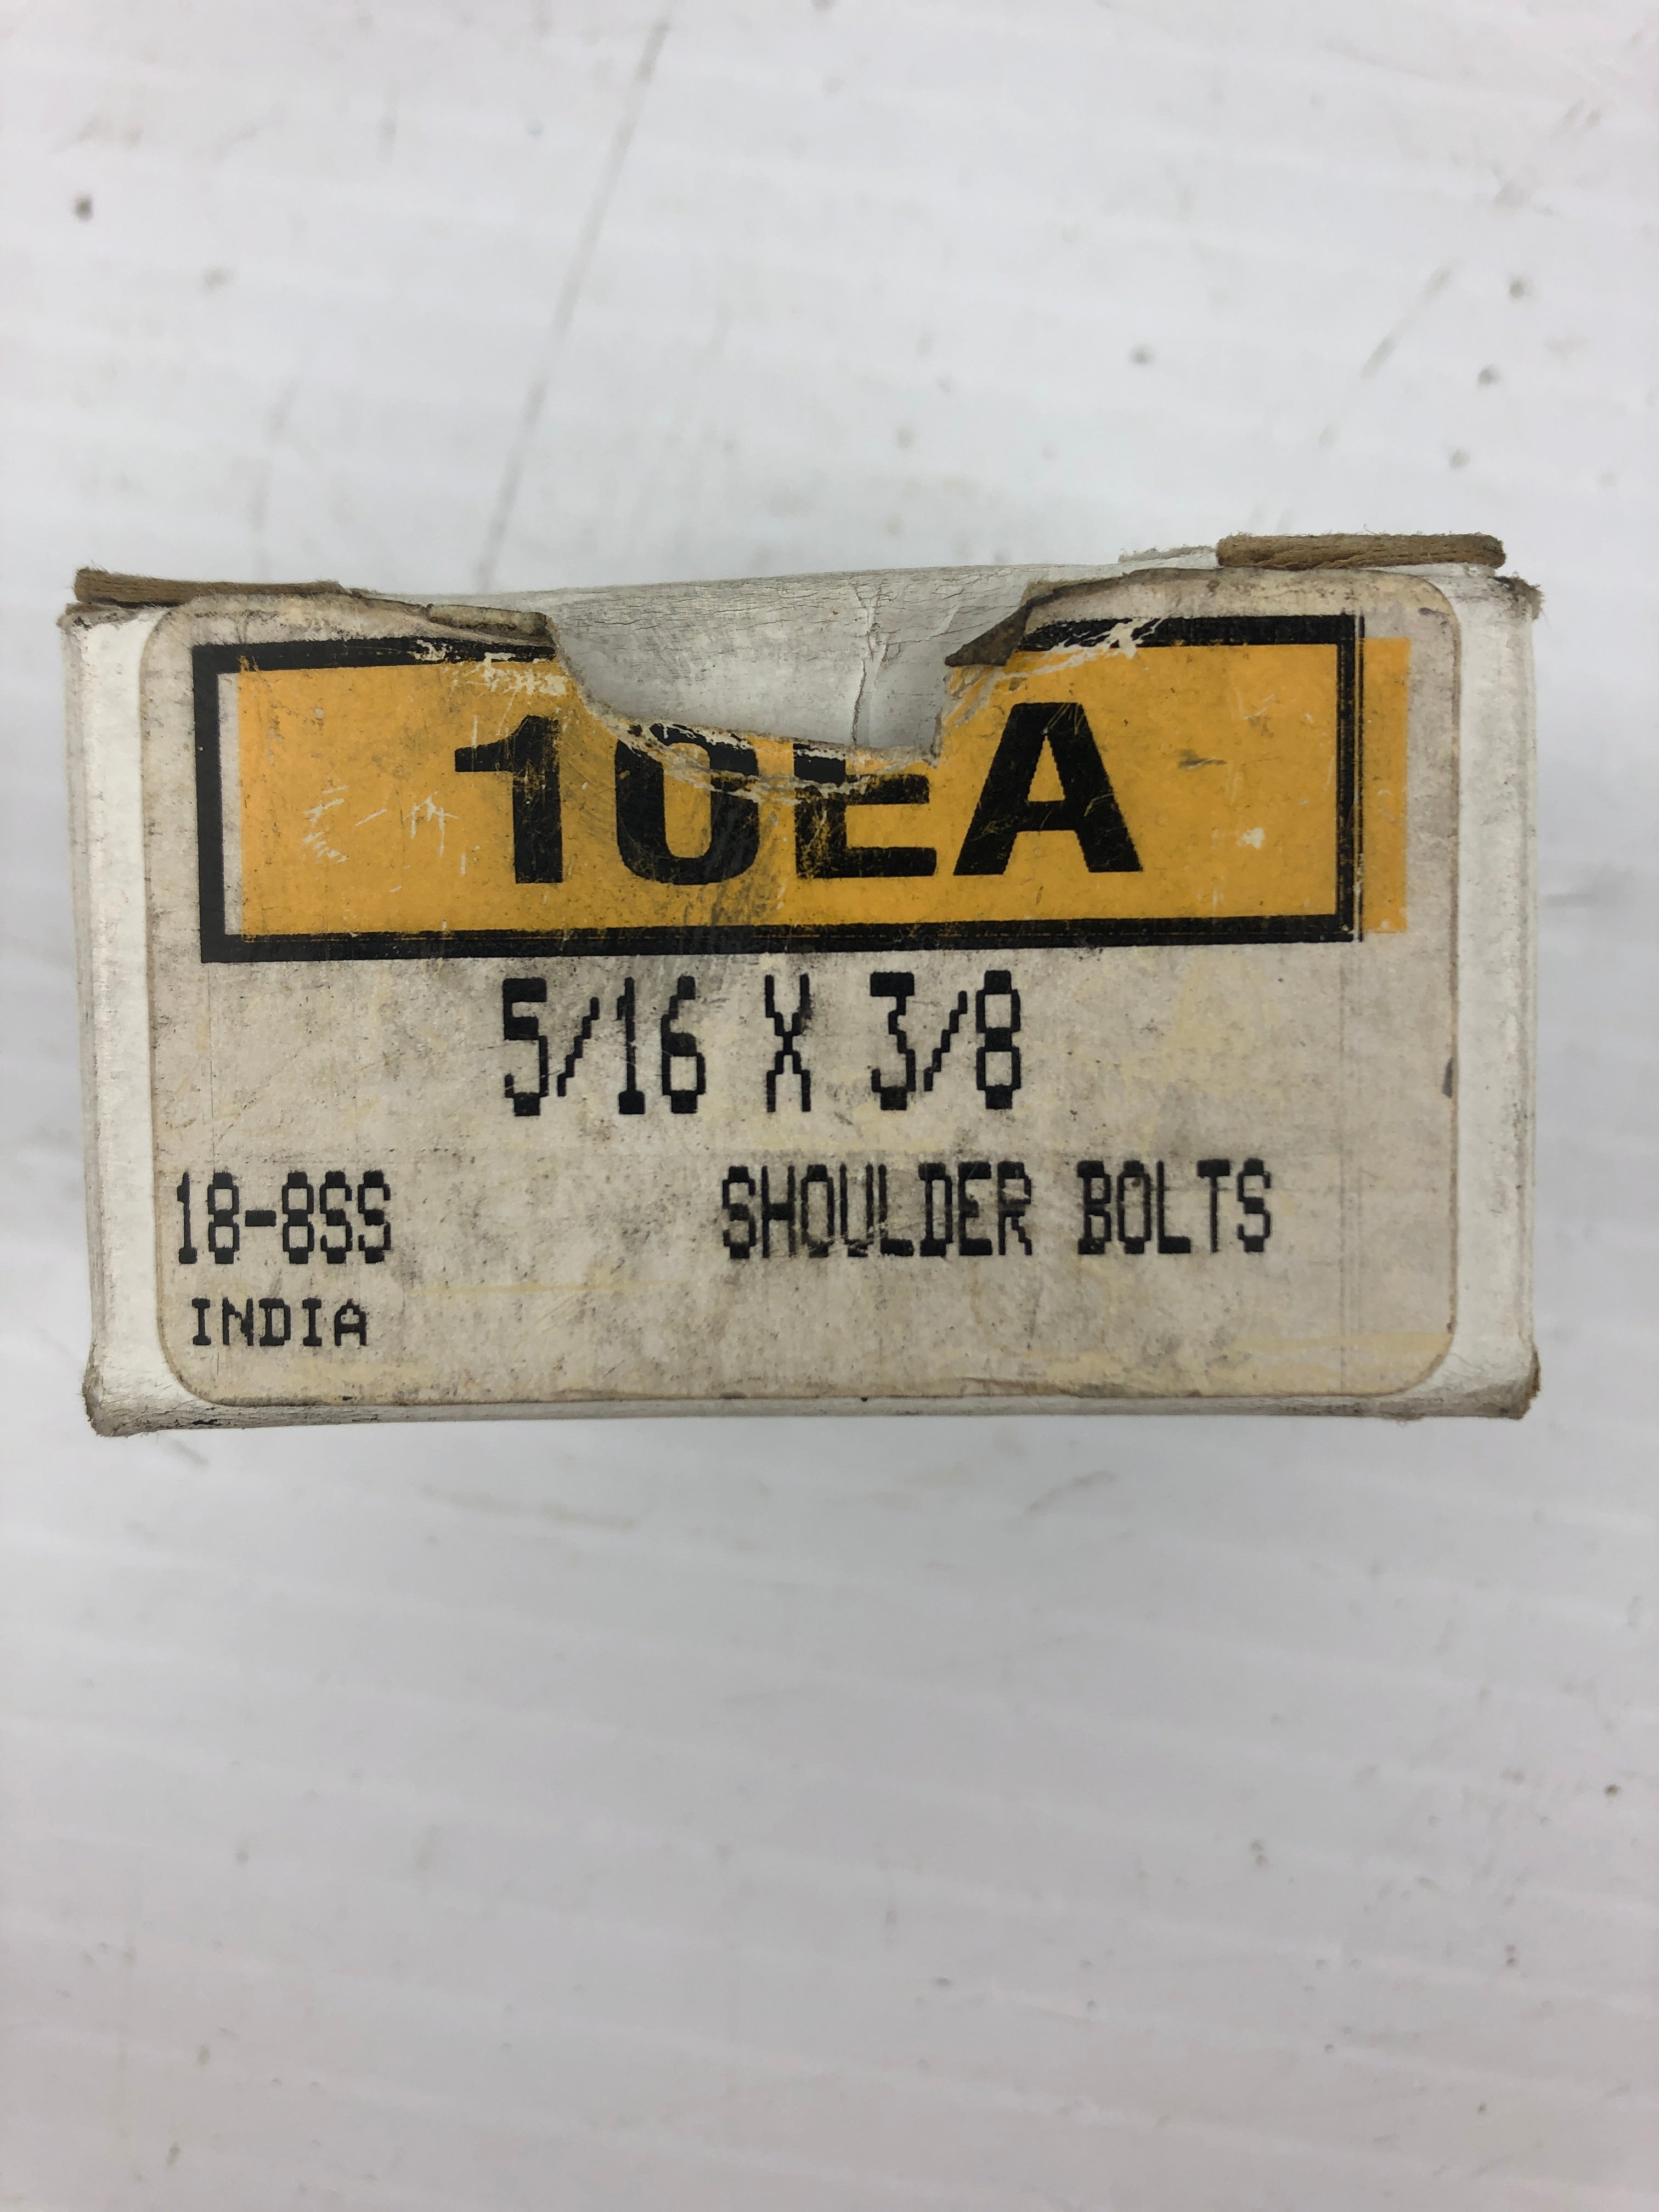 10EA
5/16 X 3/8
18-8SS SHOULDER BOLTS
INDIA